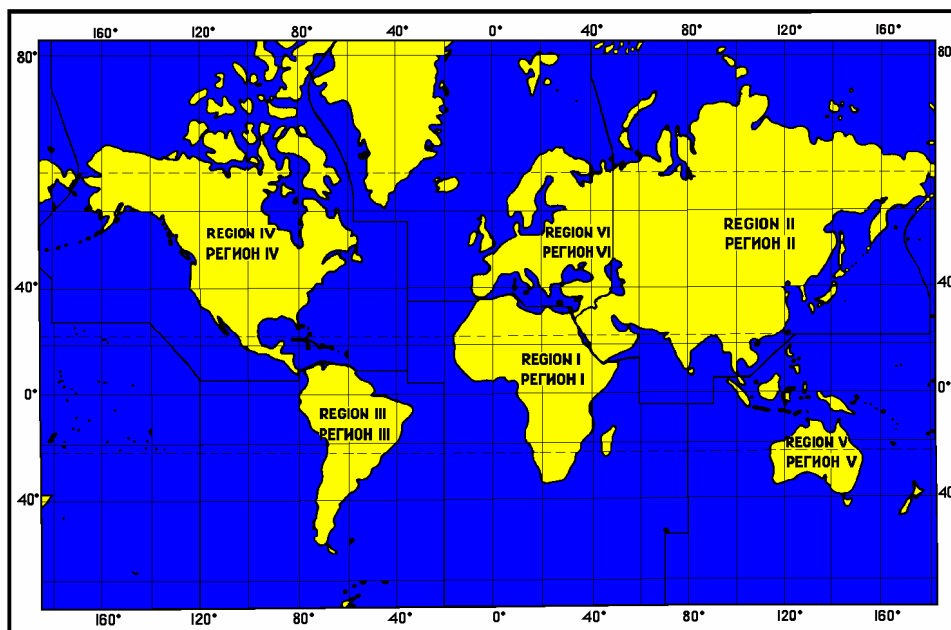 160° 120° 80° 40° 0° 40° 80° 120° 160°
80° 80
REGION IV
РЕГИОН IV
REGION VI
РЕГИОН VI
REGION II
РЕГИОН II
40° 40
REGION I
РЕГИОН I
0° 0°
REGION III
РЕГИОН III
REGION V
РЕГИОН V
40° 40
160° 120° 80° 40° 0° 40° 80° 120° 160°